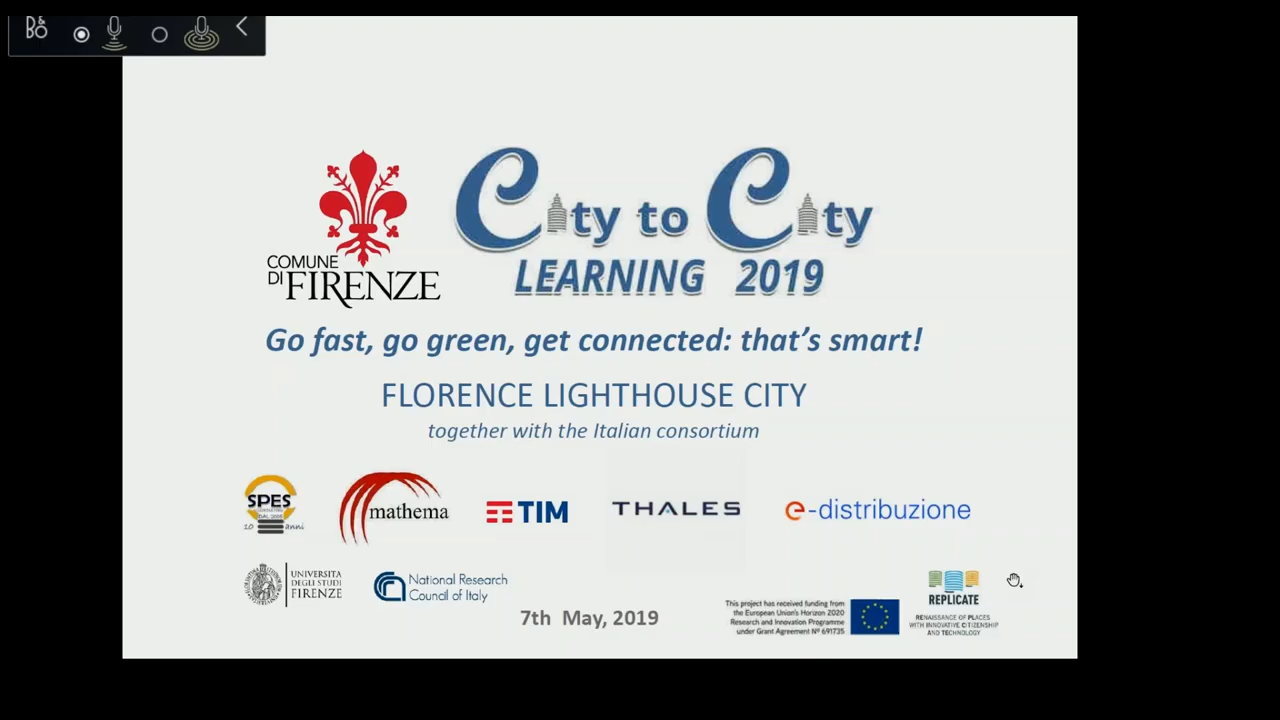 B&O
COMUNE
DI FIRENZE
City to City
LEARNING 2019
Go fast, go green, get connected: that's smart!
FLORENCE LIGHTHOUSE CITY
together with the Italian consortium
SPES
10 anni
mathema
TIM
THALES
e-distribuzione
UNIVERSITÀ
DEGLI STUDI
FIRENZE
National Research
Council of Italy
7th May, 2019
This project has received funding from
the European Union's Horizon 2020
Research and Innovation Programme
under Grant Agreement Nº 691735
REPLICATE
RENAISSANCE OF PLACES
WITH INNOVATIVE CITIZENSHIP
AND TECHNOLOGY